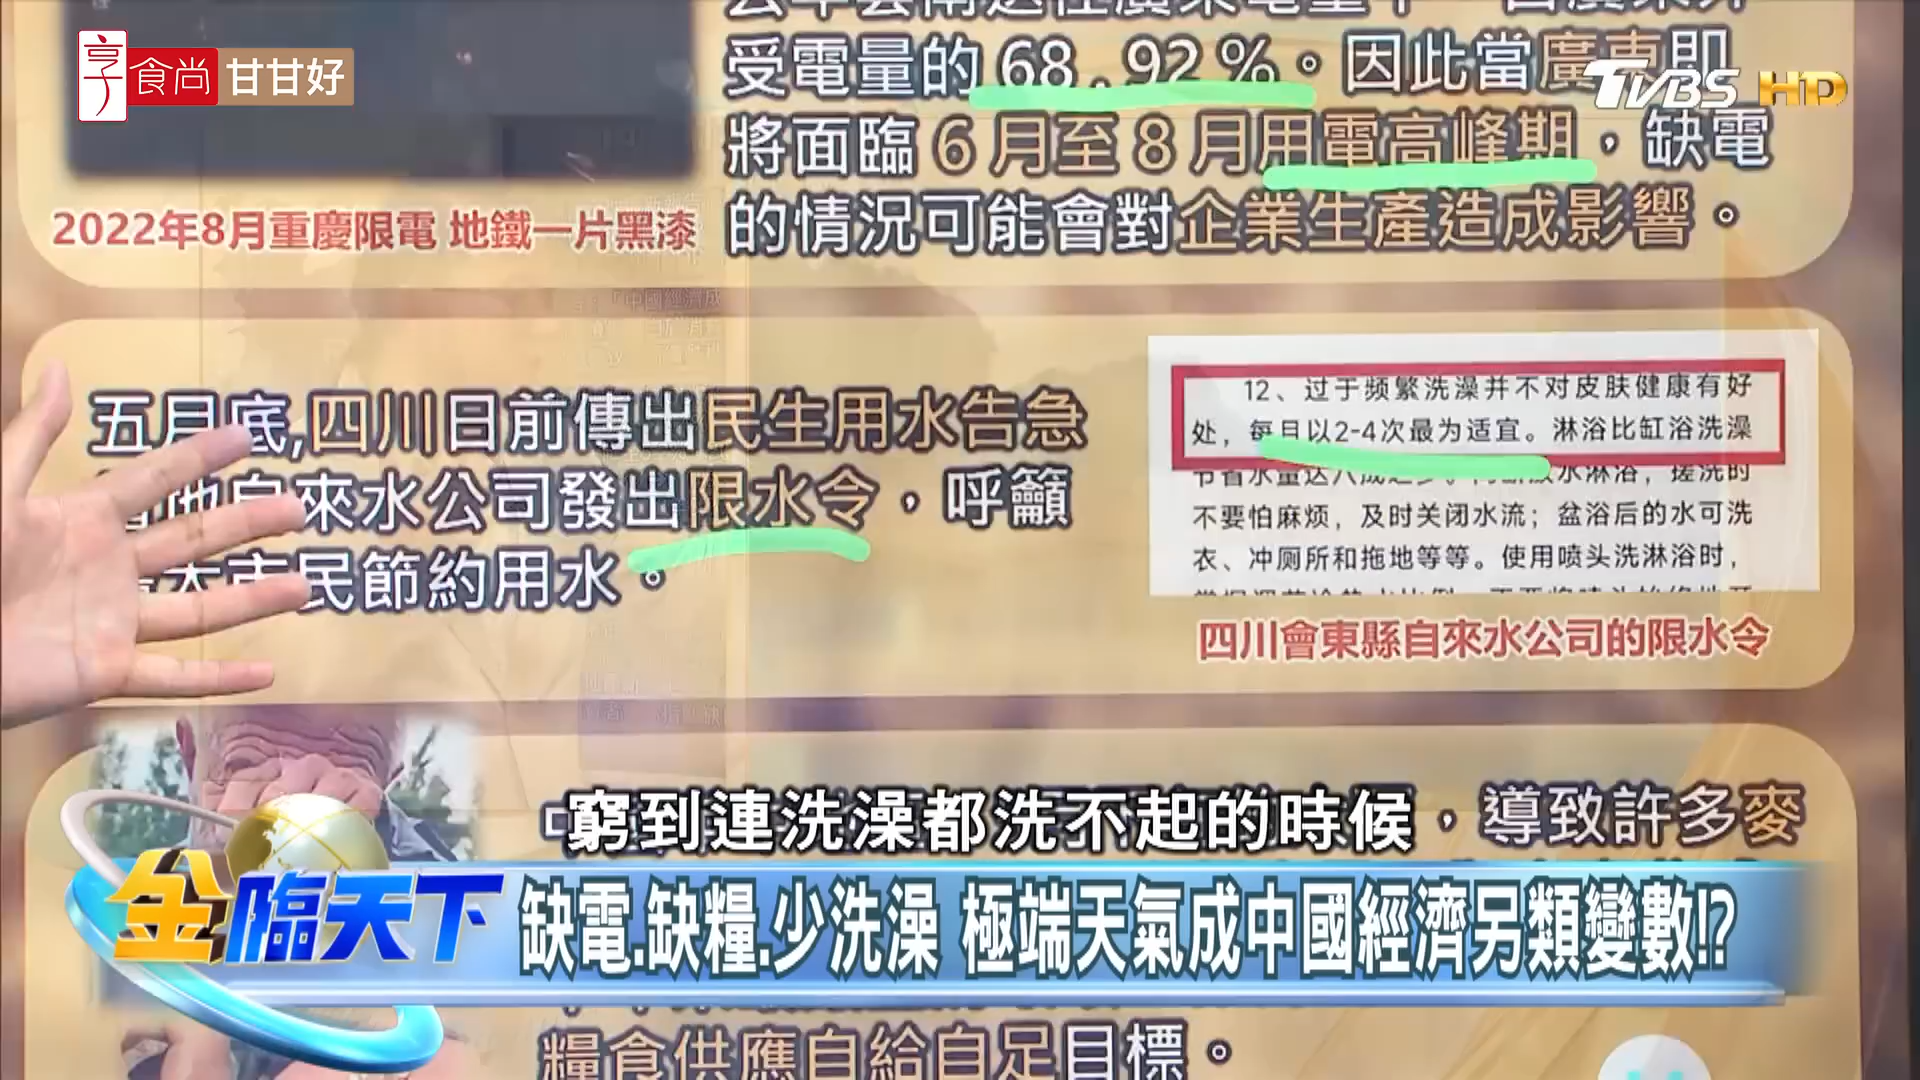 享食尚 甘甘好
TVBS HD
受電量的68.92%。因此當廣東即
將面臨6月至8月用電高峰期，缺電
的情況可能會對企業生產造成影響。
2022年8月重慶限電 地鐵一片黑漆
五月底,四川日前傳出民生用水告急
自來水公司發出限水令，呼籲
市民節約用水。
12、过于频繁洗澡并不对皮肤健康有好
处，每月以2-4次最为适宜。淋浴比缸浴洗澡
水淋浴，搓洗时
不要怕麻烦，及时关闭水流；盆浴后的水可洗
衣、冲厕所和拖地等等。使用喷头洗淋浴时，
四川會東縣自來水公司的限水令
，導致許多麥
窮到連洗澡都洗不起的時候
金臨天下
缺電.缺糧.少洗澡 極端天氣成中國經濟另類變數!?
糧食供應自給自足目標。